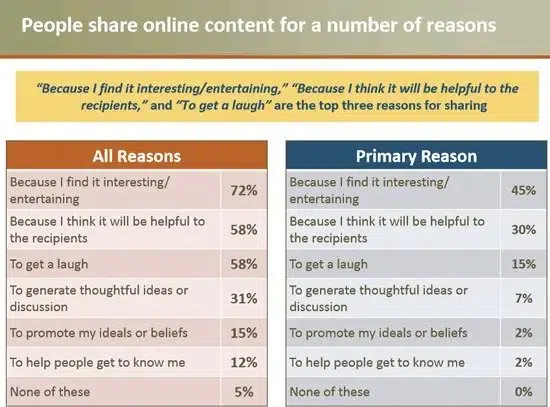 People share online content for a number of reasons
“Because I find it interesting/entertaining,” “Because I think it will be helpful to the
recipients,” and “To get a laugh” are the top three reasons for sharing
All Reasons
Because I find it interesting/
entertaining 72%
Because I think it will be helpful to
the recipients 58%
To get a laugh 58%
To generate thoughtful ideas or
discussion 31%
To promote my ideals or beliefs 15%
To help people get to know me 12%
None of these 5%
Primary Reason
Because I find it interesting/
entertaining 45%
Because I think it will be helpful to
the recipients 30%
To get a laugh 15%
To generate thoughtful ideas or
discussion 7%
To promote my ideals or beliefs 2%
To help people get to know me 2%
None of these 0%